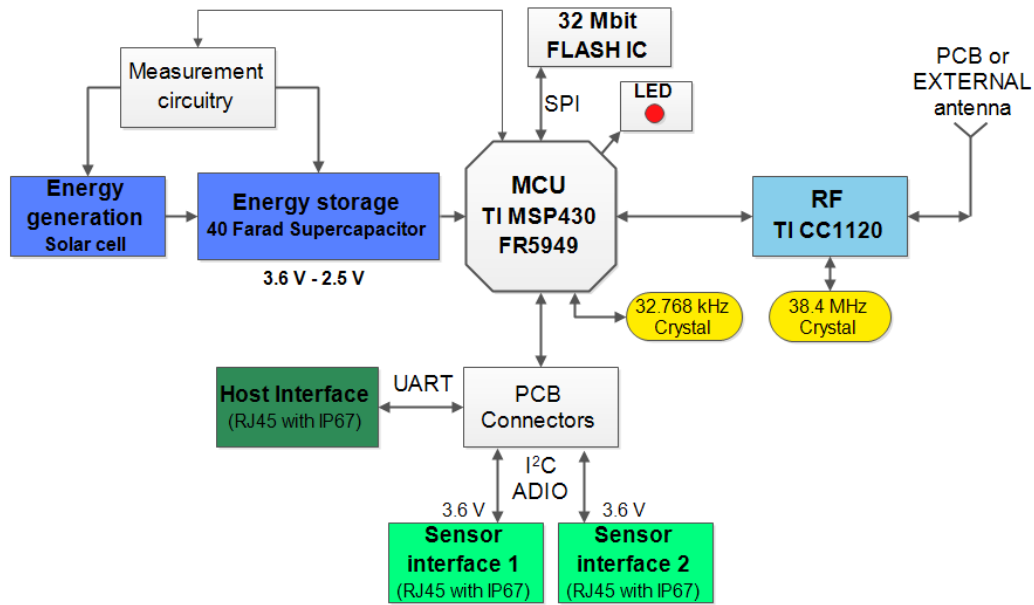 32 Mbit
FLASH IC
Measurement
circuitry
SPI
LED
PCB or
EXTERNAL
antenna
Energy
generation
Solar cell
Energy storage
40 Farad Supercapacitor
3.6 V - 2.5 V
MCU
TI MSP430
FR5949
RF
TI CC1120
32.768 kHz
Crystal
38.4 MHz
Crystal
Host Interface
(RJ45 with IP67)
UART
PCB
Connectors
I²C
ADIO
3.6 V
3.6 V
Sensor
interface 1
(RJ45 with IP67)
Sensor
interface 2
(RJ45 with IP67)